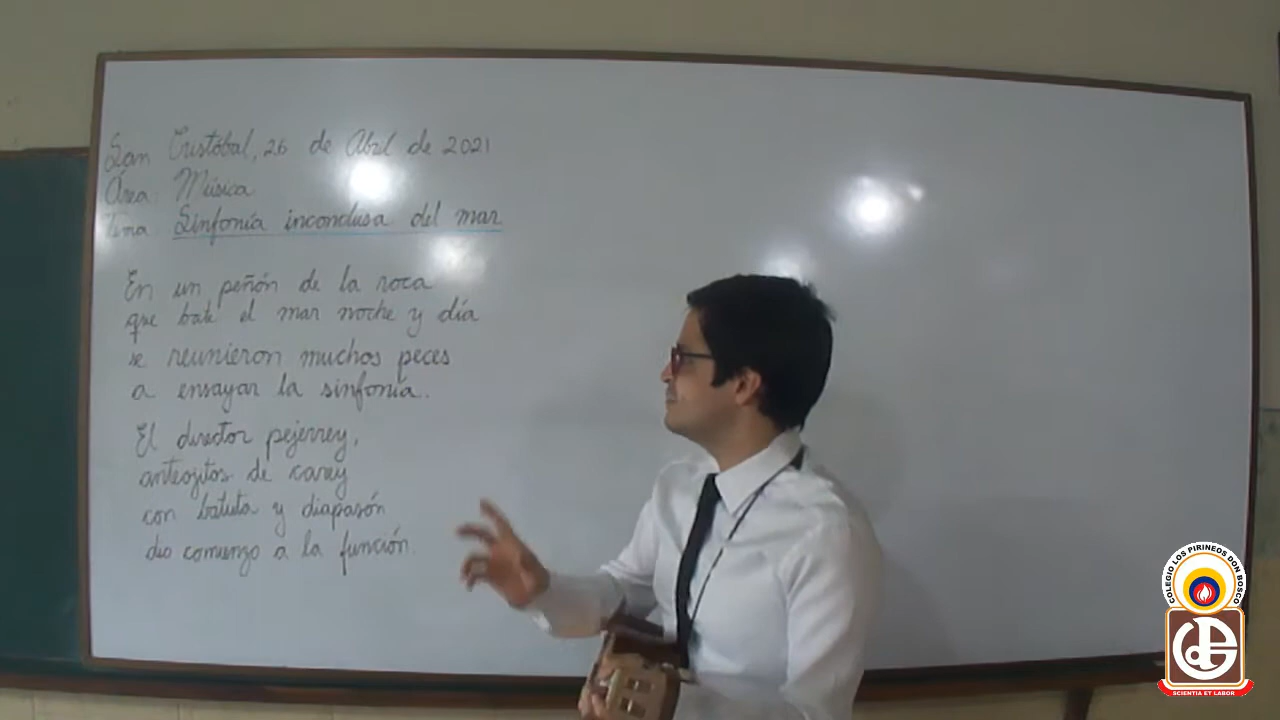 San Cristóbal, 26 de Abril de 2021
Área: Música
Tema: Sinfonía inconclusa del mar
En un peñón de la roca
que bate el mar noche y día
se reunieron muchos peces
a ensayar la sinfonía.
El director pejerrey,
anteojitos de carey
con batuta y diapasón
dio comienzo a la función.
COLEGIO LOS PIRINEOS DON BOSCO
SCIENTIA ET LABOR